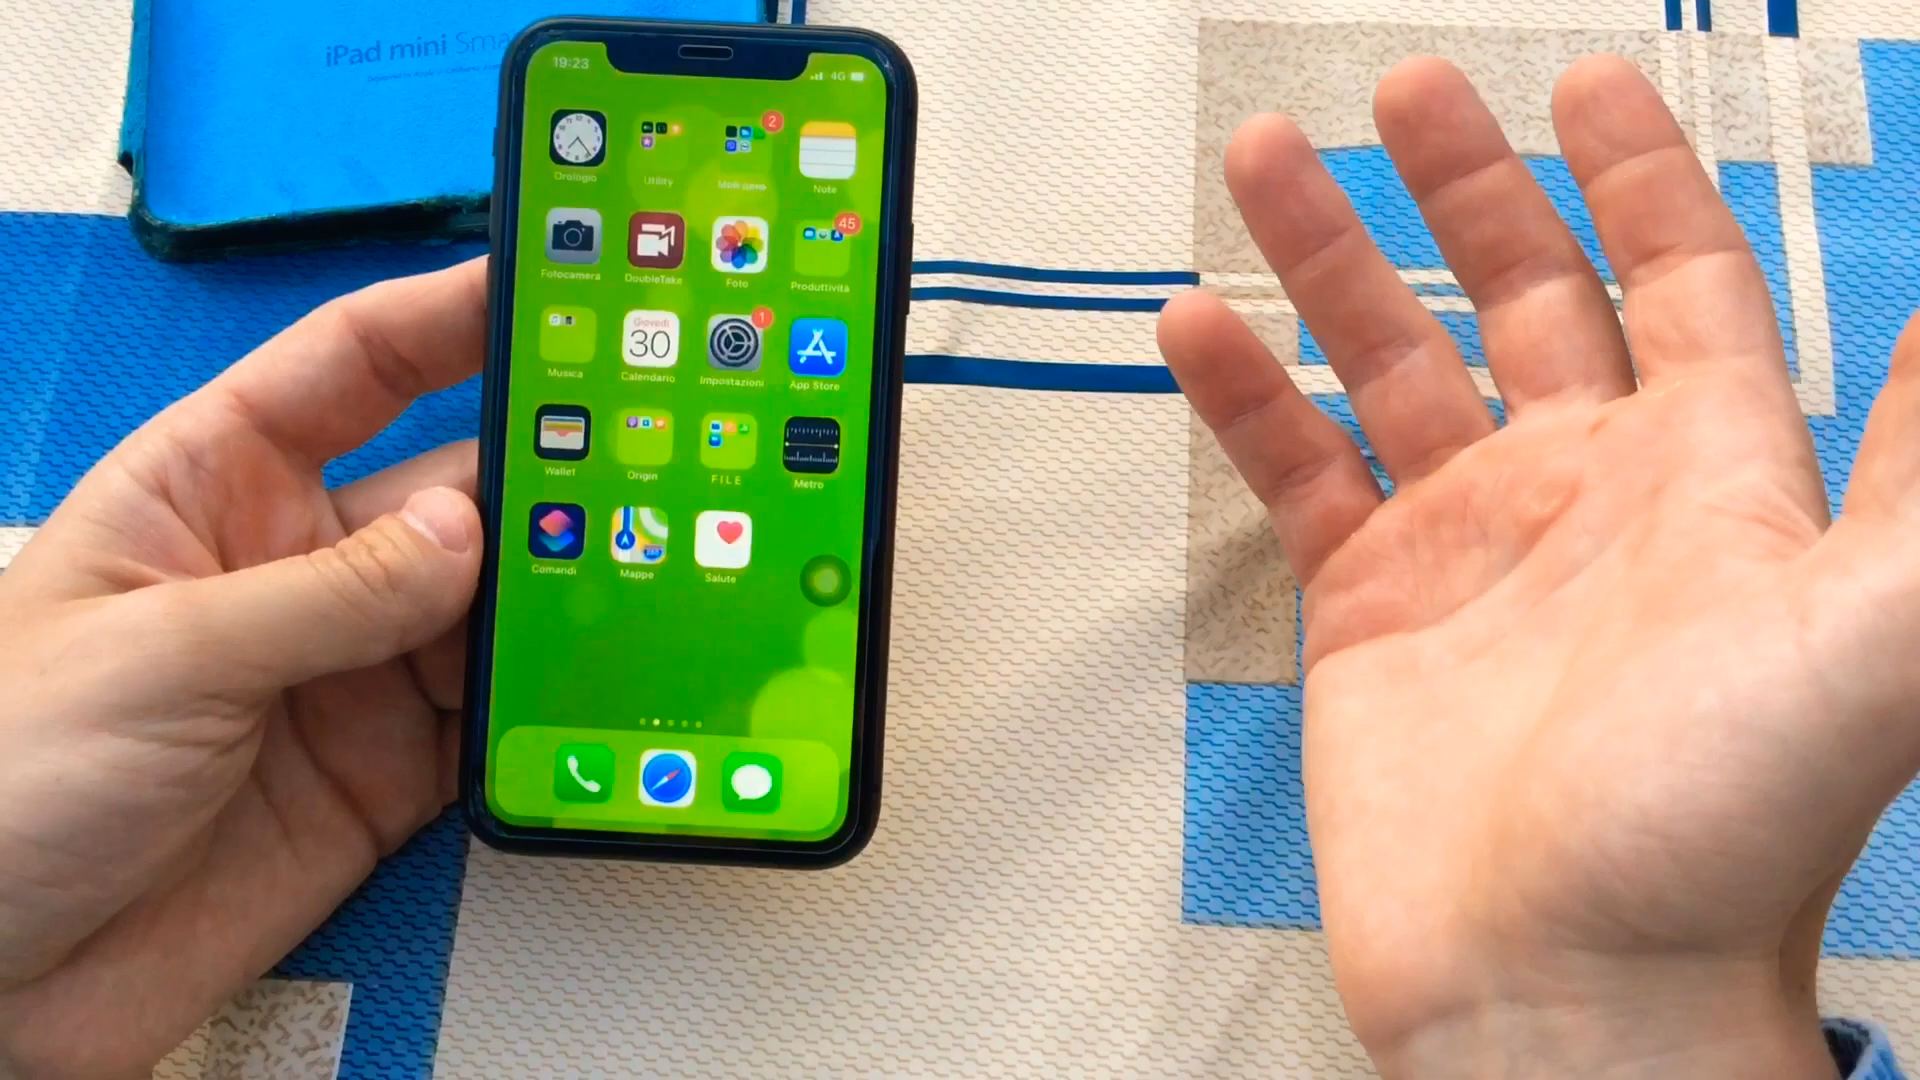 iPad mini Sma
19:23
4G
2
Orologio
Utility
Note
45
Fotocamera
DoubleTake
Foto
Produttività
Giovedì
30
1
Musica
Calendario
Impostazioni
App Store
Wallet
Origin
FILE
Metro
Comandi
Mappe
Salute